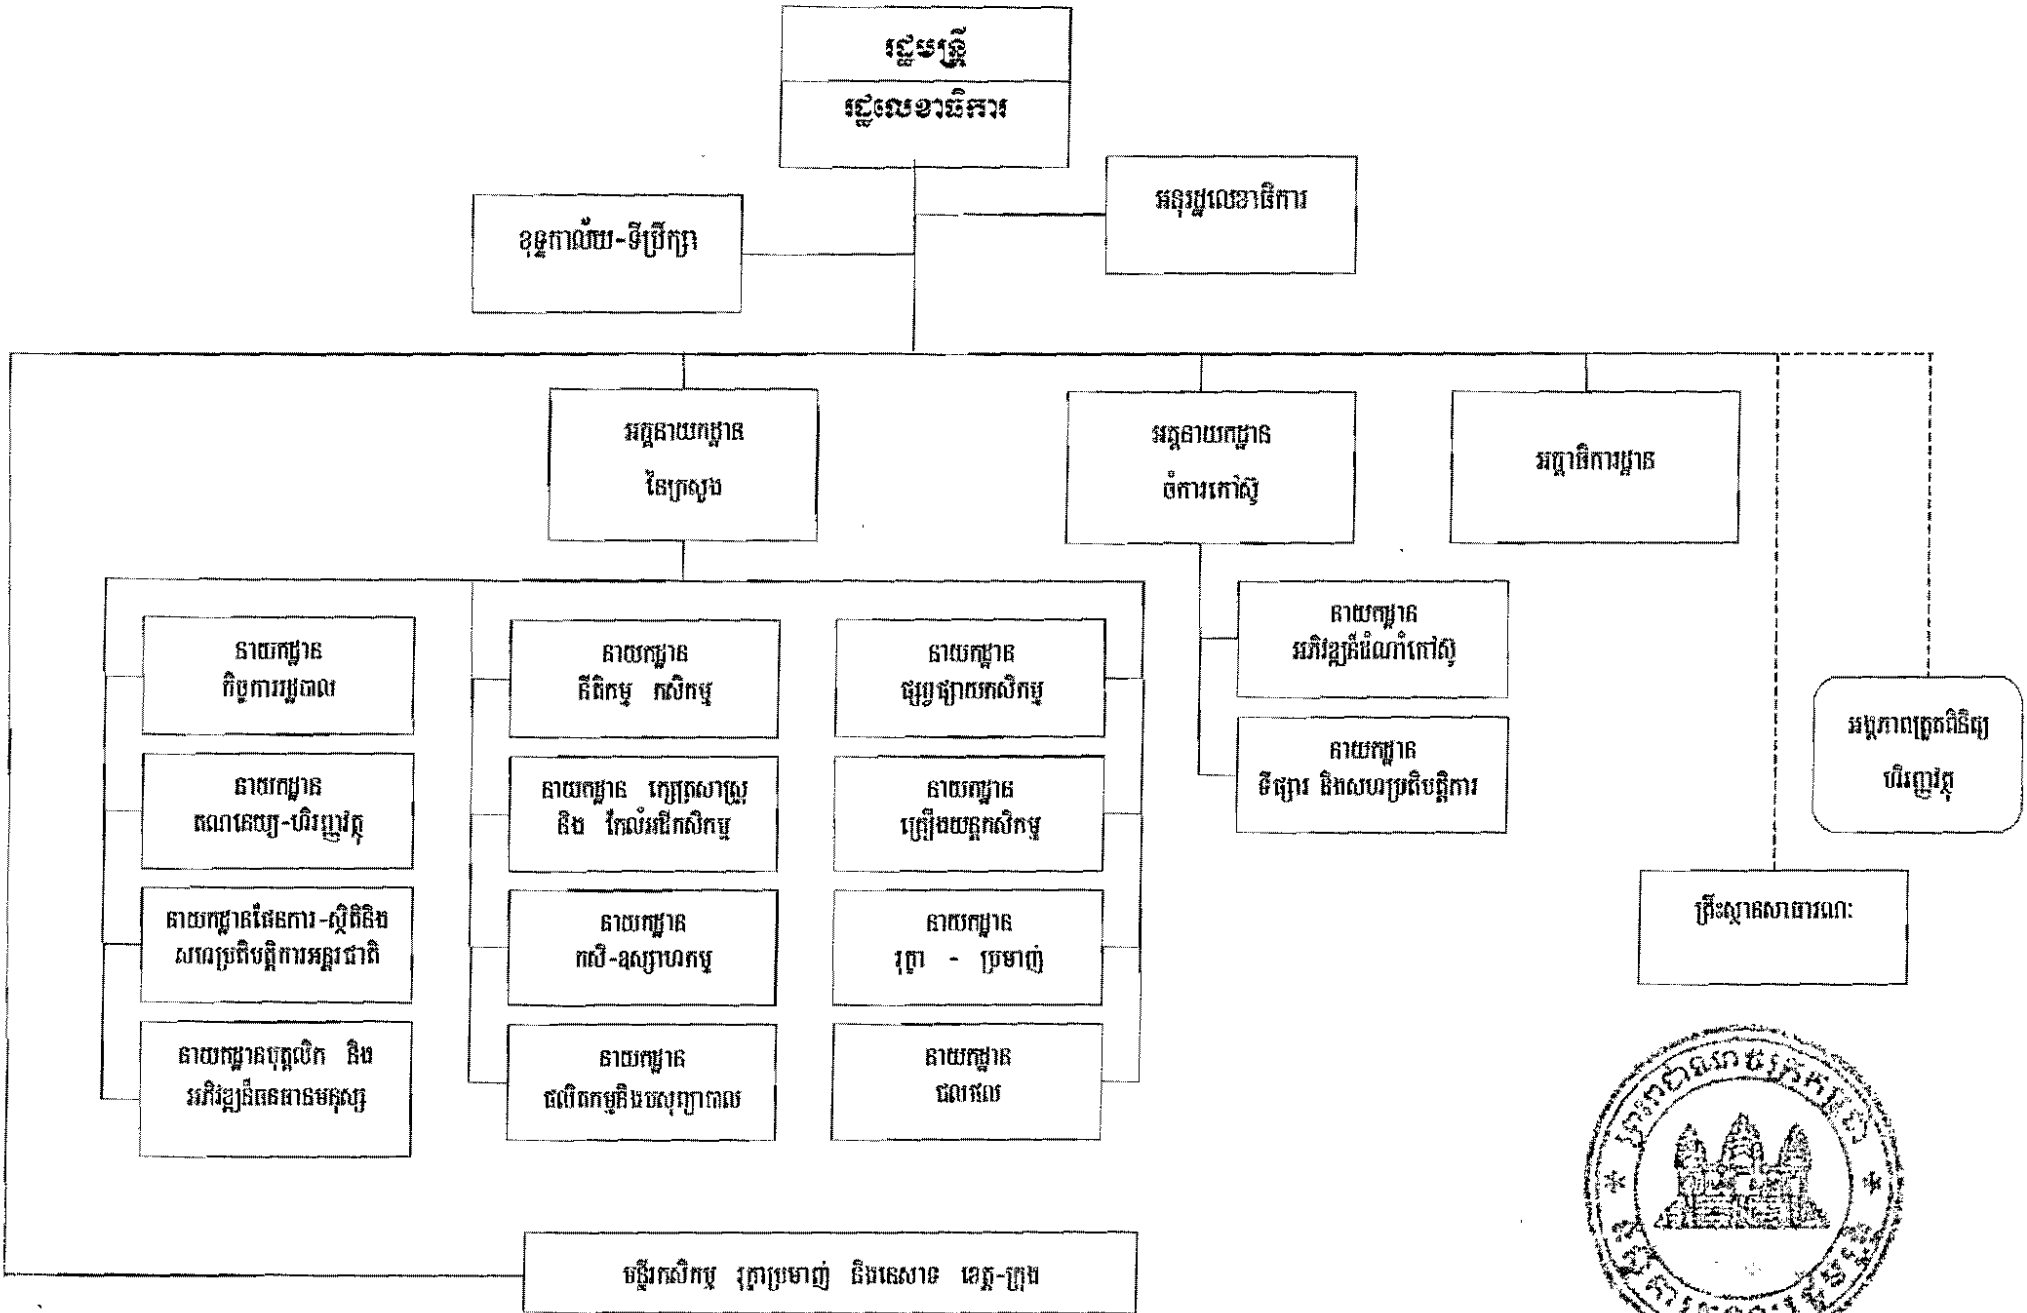 រដ្ឋមន្ត្រី
រដ្ឋលេខាធិការ
អនុរដ្ឋលេខាធិការ
ខុទ្ទកាល័យ-ទីប្រឹក្សា
អគ្គនាយកដ្ឋាន
នៃក្រសួង
អគ្គនាយកដ្ឋាន
ចំការកៅស៊ូ
អគ្គាធិការដ្ឋាន
នាយកដ្ឋាន
កិច្ចការរដ្ឋបាល
នាយកដ្ឋាន
គណនេយ្យ-ហិរញ្ញវត្ថុ
នាយកដ្ឋានផែនការ-ស្ថិតិនិង
សហប្រតិបត្តិការអន្តរជាតិ
នាយកដ្ឋានបុគ្គលិក និង
អភិវឌ្ឍន៍ធនធានមនុស្ស
នាយកដ្ឋាន
នីតិកម្ម កសិកម្ម
នាយកដ្ឋាន ក្សេត្រសាស្ត្រ
និង កែលំអដីកសិកម្ម
នាយកដ្ឋាន
កសិ-ឧស្សាហកម្ម
នាយកដ្ឋាន
ផលិតកម្មនិងបសុព្យាបាល
នាយកដ្ឋាន
ផ្សព្វផ្សាយកសិកម្ម
នាយកដ្ឋាន
គ្រឿងយន្តកសិកម្ម
នាយកដ្ឋាន
រុក្ខា - ប្រមាញ់
នាយកដ្ឋាន
ជលផល
នាយកដ្ឋាន
អភិវឌ្ឍន៍ដំណាំកៅស៊ូ
នាយកដ្ឋាន
ទីផ្សារ និងសហប្រតិបត្តិការ
អង្គភាពត្រួតពិនិត្យ
ហិរញ្ញវត្ថុ
គ្រឹះស្ថានសាធារណៈ
មន្ទីរកសិកម្ម រុក្ខាប្រមាញ់ និងនេសាទ ខេត្ត-ក្រុង
ព្រះរាជាណាចក្រកម្ពុជា